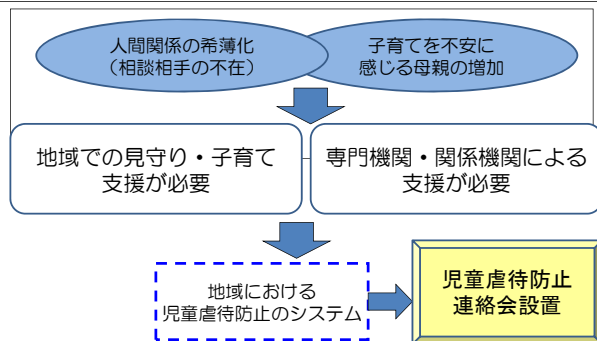 人間関係の希薄化
（相談相手の不在）
子育てを不安に
感じる母親の増加
地域での見守り・子育て
支援が必要
専門機関・関係機関による
支援が必要
地域における
児童虐待防止のシステム
児童虐待防止
連絡会設置